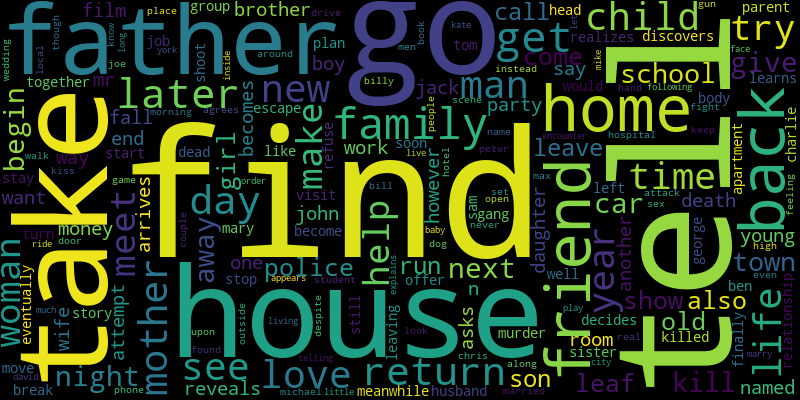 father
go
take
find
house
tell
friend
home
back
family
return
get
man
try
child
school
time
life
day
love
help
make
later
new
meet
mother
see
night
woman
year
leaf
kill
car
also
town
give
come
call
leave
next
run
police
girl
away
begin
becomes
son
show
old
room
named
young
film
group
brother
boy
jack
party
say
head
realizes
discovers
parent
learns
job
mr
together
plan
shoot
escape
fall
end
way
start
dead
like
work
soon
however
refuse
john
visit
mary
become
one
stop
want
stay
money
arrives
attempt
story
wife
eventually
move
break
reveals
meanwhile
husband
offer
asks
murder
n
sam
gang
daughter
well
left
another
death
george
body
apartment
hospital
charlie
relationship
finally
ben
decides
sister
killed
leaving
still
would
instead
tom
billy
kate
men
book
scene
people
live
hotel
baby
dog
bill
name
peter
never
set
open
max
sex
attack
keep
fight
hand
following
mike
face
gun
let
drive
place
york
know
long
though
joe
local
wedding
inside
around
agrees
morning
walk
kiss
game
turn
door
ride
order
couple
student
appears
explains
despite
outside
upon
found
living
telling
look
chris
along
married
michael
little
phone
david
much
play
city
real
encounter
high
even
marry
feeling